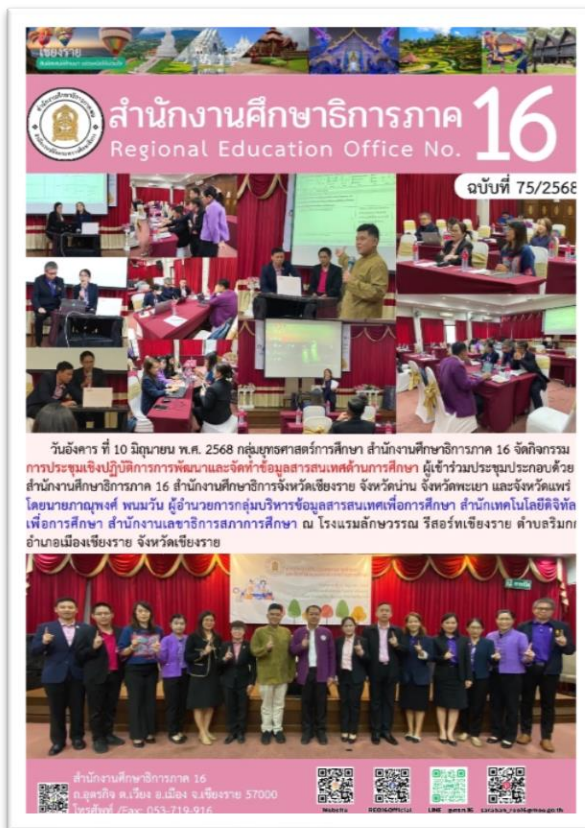 เชียงราย
สำนักงานศึกษาธิการภาค 16
Regional Education Office No.
ฉบับที่ 75/2568
วันอังคาร ที่ 10 มิถุนายน พ.ศ. 2568 กลุ่มยุทธศาสตร์การศึกษา สำนักงานศึกษาธิการภาค 16 จัดกิจกรรม
การประชุมเชิงปฏิบัติการการพัฒนาและจัดทำข้อมูลสารสนเทศด้านการศึกษา ผู้เข้าร่วมประชุมประกอบด้วย
สำนักงานศึกษาธิการภาค 16 สำนักงานศึกษาธิการจังหวัดเชียงราย จังหวัดน่าน จังหวัดพะเยา และจังหวัดแพร่
โดยนายภาณุพงศ์ พนมวัน ผู้อำนวยการกลุ่มบริหารข้อมูลสารสนเทศเพื่อการศึกษา สำนักเทคโนโลยีดิจิทัล
เพื่อการศึกษา สำนักงานเลขาธิการสภาการศึกษา ณ โรงแรมลักษวรรณ รีสอร์ทเชียงราย ตำบลริมกก
อำเภอเมืองเชียงราย จังหวัดเชียงราย
สำนักงานศึกษาธิการภาค 16
ถ.อุตรกิจ ต.เวียง อ.เมือง จ.เชียงราย 57000
โทรศัพท์ /Fax: 053-719-916
Website
REO16Official